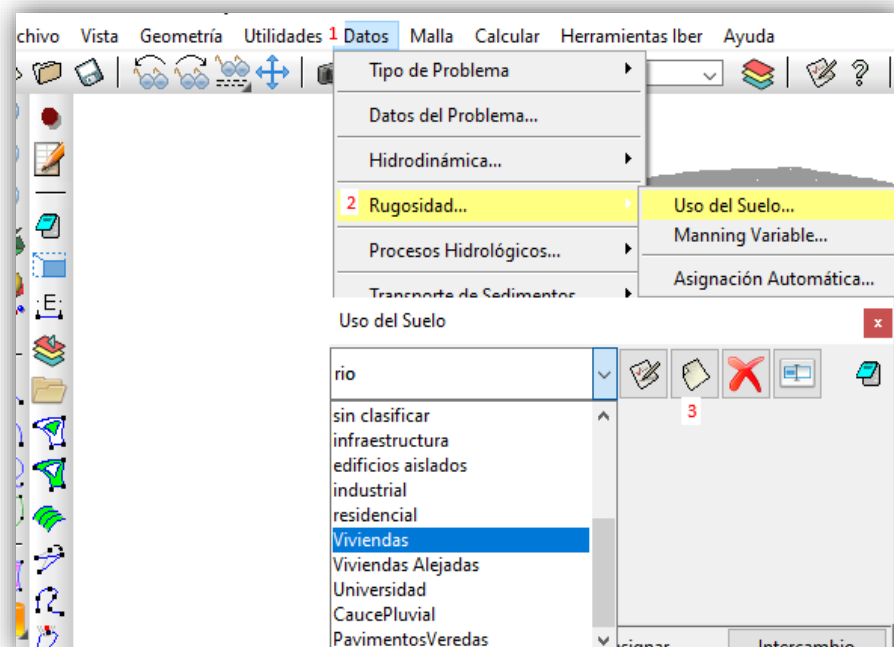 chivo Vista Geometría Utilidades 1 Datos Malla Calcular Herramientas Iber Ayuda
Tipo de Problema
Datos del Problema...
Hidrodinámica...
2 Rugosidad...
Uso del Suelo...
Manning Variable...
Procesos Hidrológicos...
Asignación Automática...
Transporte de Sedimentos
Uso del Suelo
x
rio
3
sin clasificar
infraestructura
edificios aislados
industrial
residencial
Viviendas
Viviendas Alejadas
Universidad
CaucePluvial
PavimentosVeredas
signar Intercambio
E